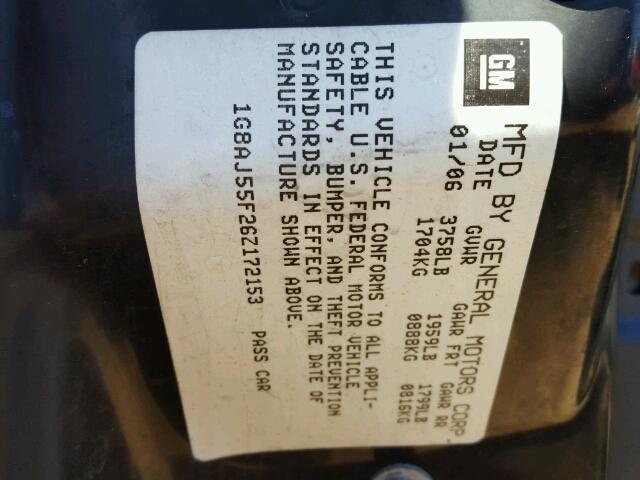 GM
MFD BY GENERAL MOTORS CORP.
DATE GVWR GAWR FRT GAWR RR
01/06 3758LB 1959LB 1799LB
1704KG 0888KG 0816KG
THIS VEHICLE CONFORMS TO ALL APPLI-
CABLE U.S. FEDERAL MOTOR VEHICLE
SAFETY, BUMPER, AND THEFT PREVENTION
STANDARDS IN EFFECT ON THE DATE OF
MANUFACTURE SHOWN ABOVE.
1G8AJ55F26Z172153 PASS CAR